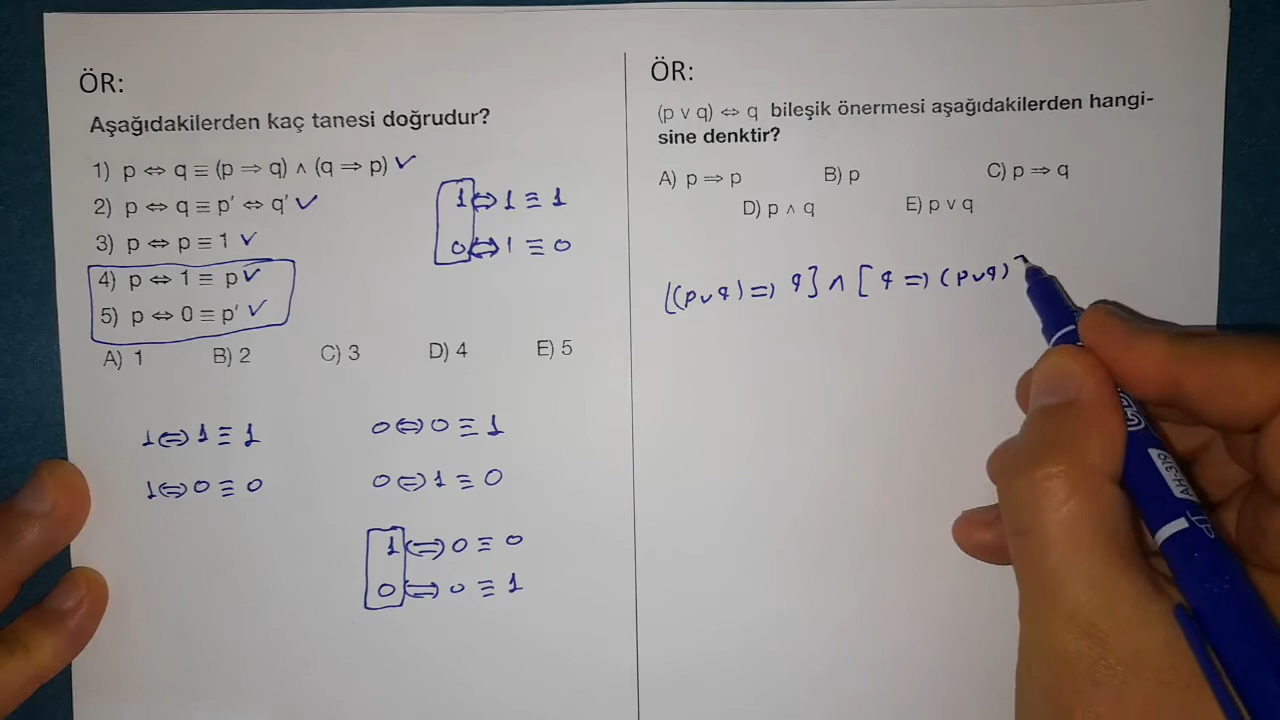 ÖR:
Aşağıdakilerden kaç tanesi doğrudur?
1) p ⇔ q ≡ (p ⇒ q) ∧ (q ⇒ p) ✓
2) p ⇔ q ≡ p′ ⇔ q′ ✓
3) p ⇔ p ≡ 1 ✓
4) p ⇔ 1 ≡ p ✓
5) p ⇔ 0 ≡ p′ ✓
1 ⇔ 1 ≡ 1
0 ⇔ 1 ≡ 0
A) 1 B) 2 C) 3 D) 4 E) 5
1 ⇔ 1 ≡ 1 0 ⇔ 0 ≡ 1
1 ⇔ 0 ≡ 0 0 ⇔ 1 ≡ 0
1 ⇔ 0 ≡ 0
0 ⇔ 0 ≡ 1
ÖR:
(p ∨ q) ⇔ q bileşik önermesi aşağıdakilerden hangi-
sine denktir?
A) p ⇒ p B) p C) p ⇒ q
D) p ∧ q E) p ∨ q
[(p∨q) ⇒ q] ∧ [q ⇒ (p∨q)]
AH-319